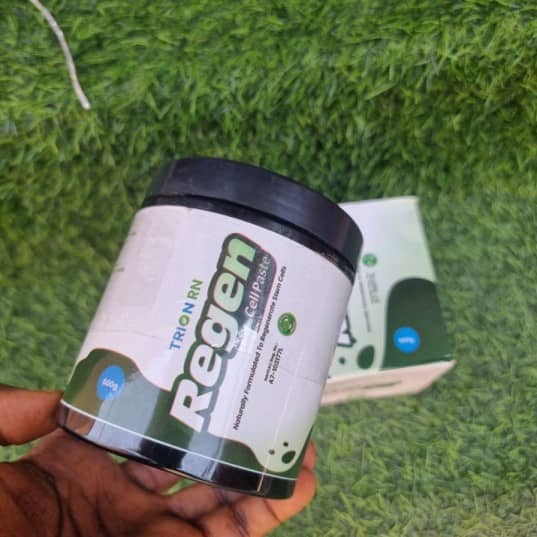 TRION RN
Regen
Cell Paste
Naturally Formulated To Regenerate Stem Cells
500g